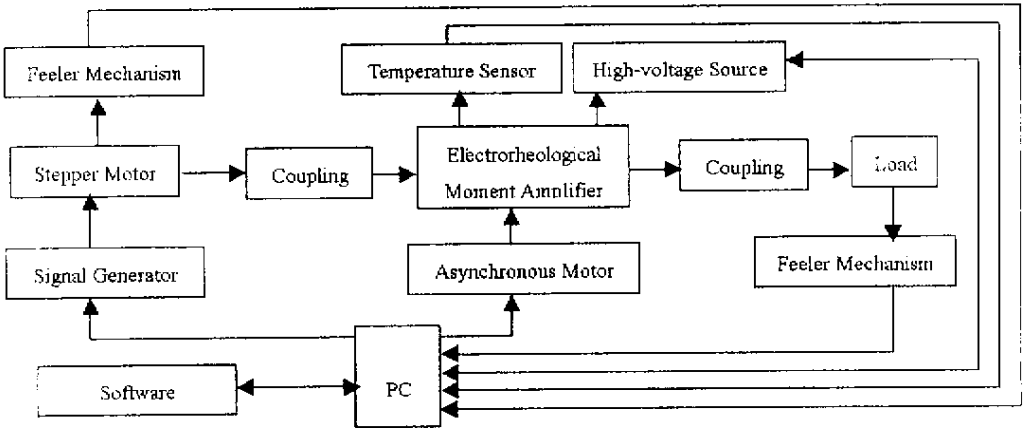 Feeler Mechanism
Temperature Sensor
High-voltage Source
Stepper Motor
Coupling
Electrorheological
Moment Amplifier
Coupling
Load
Signal Generator
Asynchronous Motor
Feeler Mechanism
Software
PC